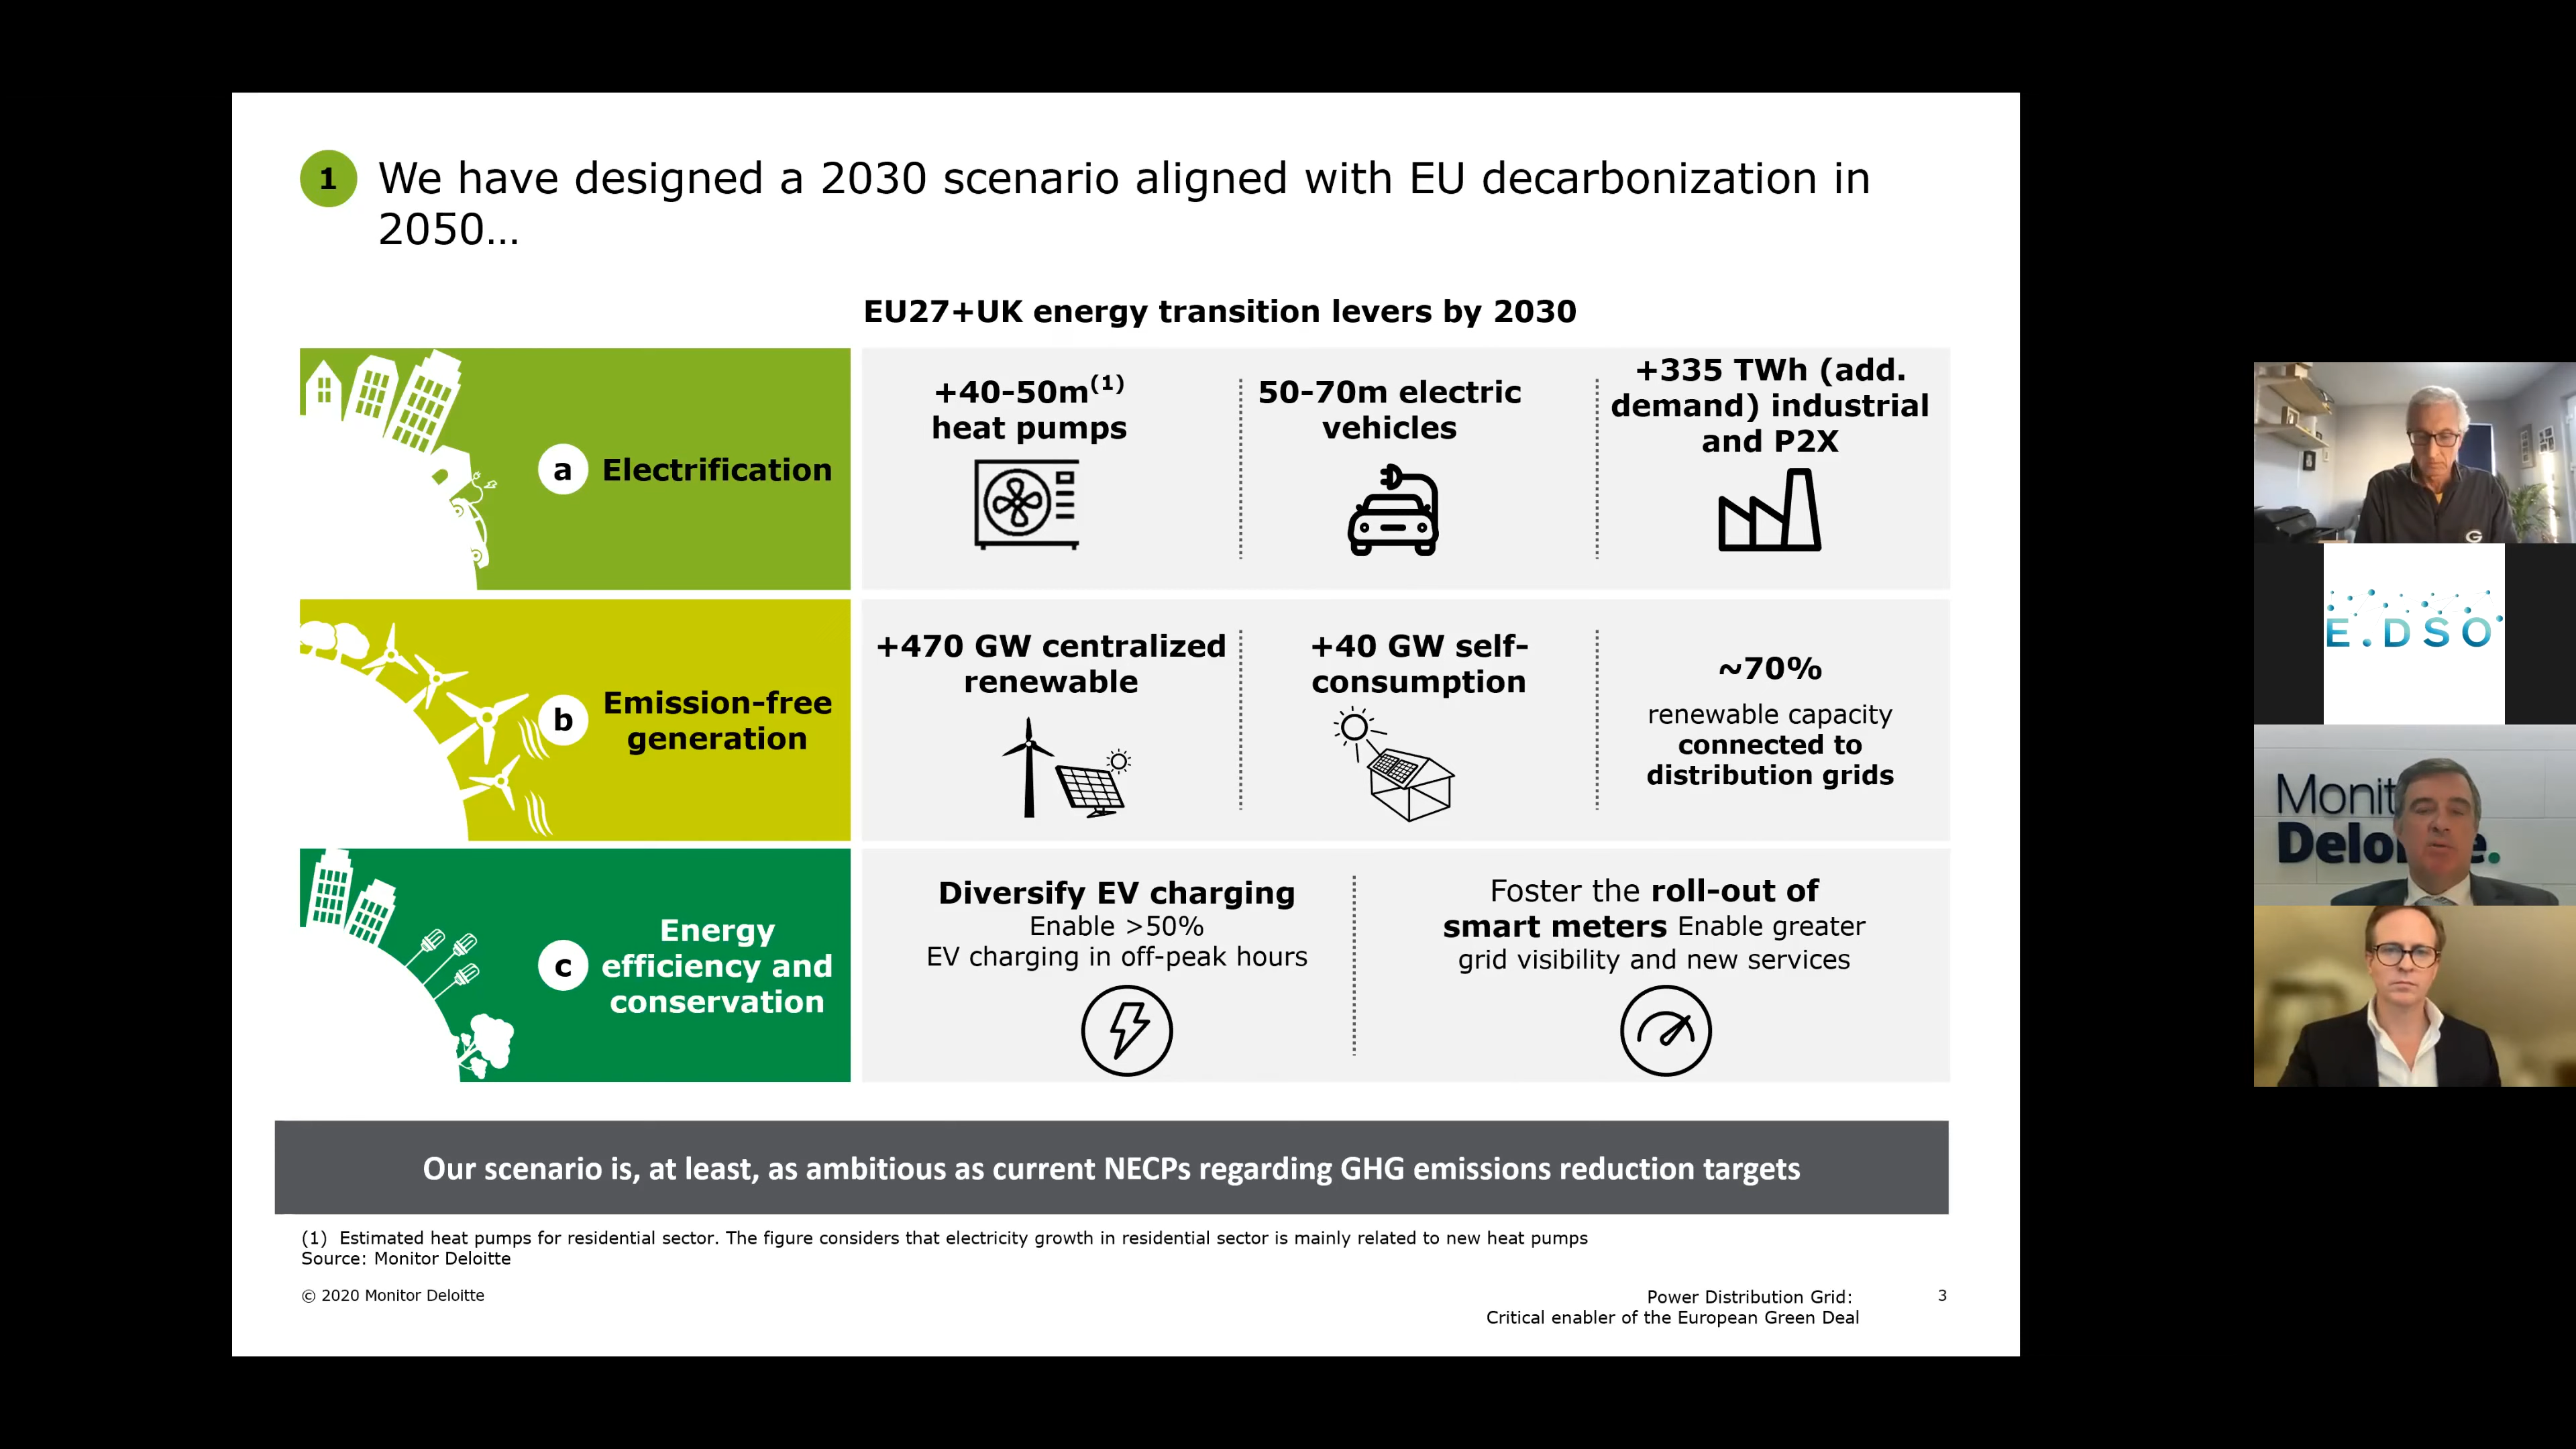 1
We have designed a 2030 scenario aligned with EU decarbonization in
2050…
EU27+UK energy transition levers by 2030
a
Electrification
+40-50m(1)
heat pumps
50-70m electric
vehicles
+335 TWh (add.
demand) industrial
and P2X
b
Emission-free
generation
+470 GW centralized
renewable
+40 GW self-
consumption
~70%
renewable capacity
connected to
distribution grids
c
Energy
efficiency and
conservation
Diversify EV charging
Enable >50%
EV charging in off-peak hours
Foster the roll-out of
smart meters Enable greater
grid visibility and new services
Our scenario is, at least, as ambitious as current NECPs regarding GHG emissions reduction targets
(1) Estimated heat pumps for residential sector. The figure considers that electricity growth in residential sector is mainly related to new heat pumps
Source: Monitor Deloitte
© 2020 Monitor Deloitte
Power Distribution Grid:
Critical enabler of the European Green Deal
3
G
E.DSO
Monit
Delo e.